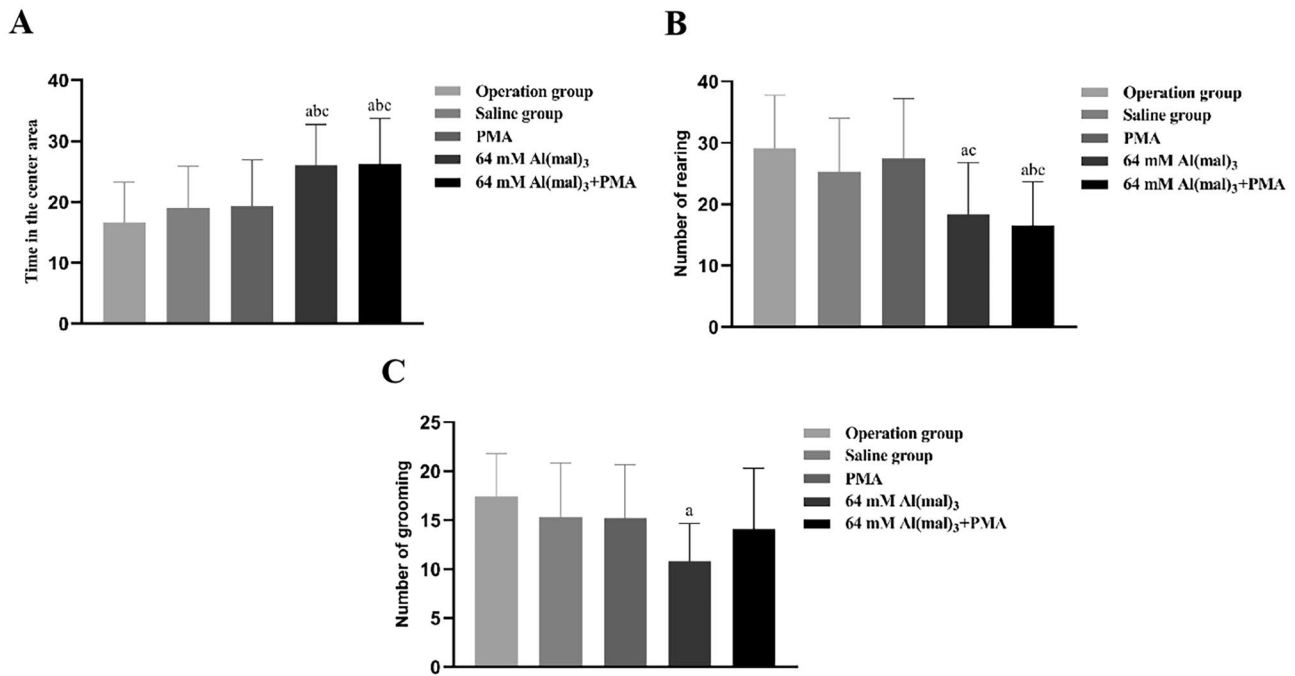 A
Time in the center area
40
30
20
10
0
abc
abc
Operation group
Saline group
PMA
64 mM Al(mal)₃
64 mM Al(mal)₃+PMA
B
Number of rearing
40
30
20
10
0
ac
abc
Operation group
Saline group
PMA
64 mM Al(mal)₃
64 mM Al(mal)₃+PMA
C
Number of grooming
25
20
15
10
5
0
a
Operation group
Saline group
PMA
64 mM Al(mal)₃
64 mM Al(mal)₃+PMA